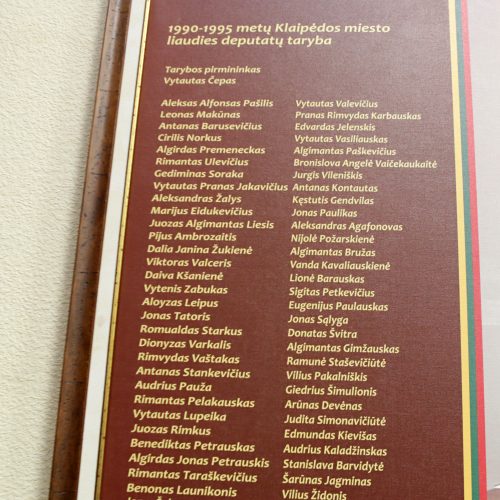 1990-1995 metų Klaipėdos miesto
liaudies deputatų taryba
Tarybos pirmininkas
Vytautas Čepas
Aleksas Alfonsas Pašilis
Leonas Makūnas
Antanas Barusevičius
Cirilis Norkus
Algirdas Premeneckas
Rimantas Ulevičius
Gediminas Soraka
Vytautas Pranas Jakavičius
Aleksandras Žalys
Marijus Eidukevičius
Juozas Algimantas Liesis
Pijus Ambrozaitis
Dalia Janina Žukienė
Viktoras Valceris
Daiva Kšanienė
Vytenis Zabukas
Aloyzas Leipus
Jonas Tatoris
Romualdas Starkus
Dionyzas Varkalis
Rimvydas Vaštakas
Antanas Stankevičius
Audrius Pauža
Rimantas Pelakauskas
Vytautas Lupeika
Juozas Rimkus
Benediktas Petrauskas
Algirdas Jonas Petrauskis
Rimantas Taraškevičius
Benonas Launikonis
Vytautas Valevičius
Pranas Rimvydas Karbauskas
Edvardas Jelenskis
Vytautas Vasiliauskas
Algimantas Paškevičius
Bronislova Angelė Vaičekaukaitė
Jurgis Vileniškis
Antanas Kontautas
Kęstutis Gendvilas
Jonas Paulikas
Aleksandras Agafonovas
Nijolė Požarskienė
Algimantas Bružas
Vanda Kavaliauskienė
Lionė Barauskas
Sigitas Petkevičius
Eugenijus Paulauskas
Jonas Sąlyga
Donatas Švitra
Algimantas Gimžauskas
Ramunė Staševičiūtė
Vilius Pakalniškis
Giedrius Šimulionis
Arūnas Devėnas
Judita Simonavičiūtė
Edmundas Kievišas
Audrius Kaladžinskas
Stanislava Barvidytė
Šarūnas Jagminas
Vilius Židonis